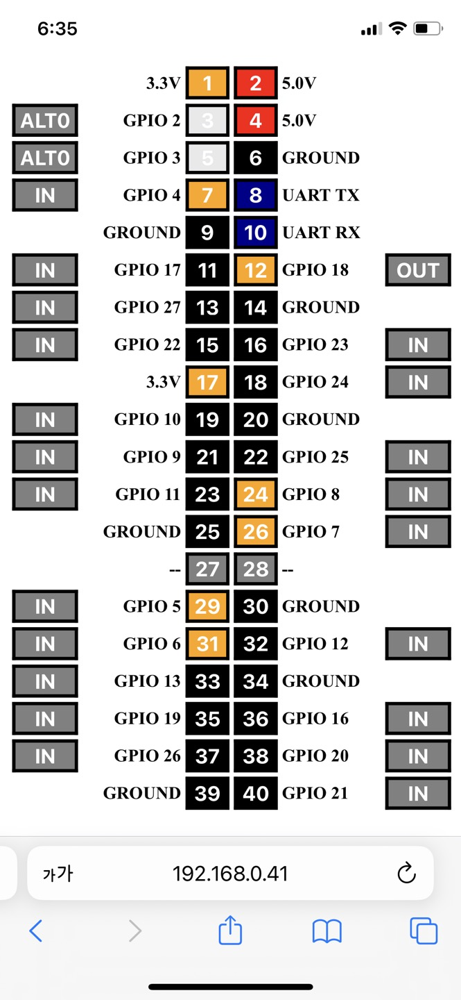 6:35
3.3V 1 2 5.0V
ALT0 GPIO 2 3 4 5.0V
ALT0 GPIO 3 5 6 GROUND
IN GPIO 4 7 8 UART TX
GROUND 9 10 UART RX
IN GPIO 17 11 12 GPIO 18 OUT
IN GPIO 27 13 14 GROUND
IN GPIO 22 15 16 GPIO 23 IN
3.3V 17 18 GPIO 24 IN
IN GPIO 10 19 20 GROUND
IN GPIO 9 21 22 GPIO 25 IN
IN GPIO 11 23 24 GPIO 8 IN
GROUND 25 26 GPIO 7 IN
-- 27 28 --
IN GPIO 5 29 30 GROUND
IN GPIO 6 31 32 GPIO 12 IN
IN GPIO 13 33 34 GROUND
IN GPIO 19 35 36 GPIO 16 IN
IN GPIO 26 37 38 GPIO 20 IN
GROUND 39 40 GPIO 21 IN
가가 192.168.0.41